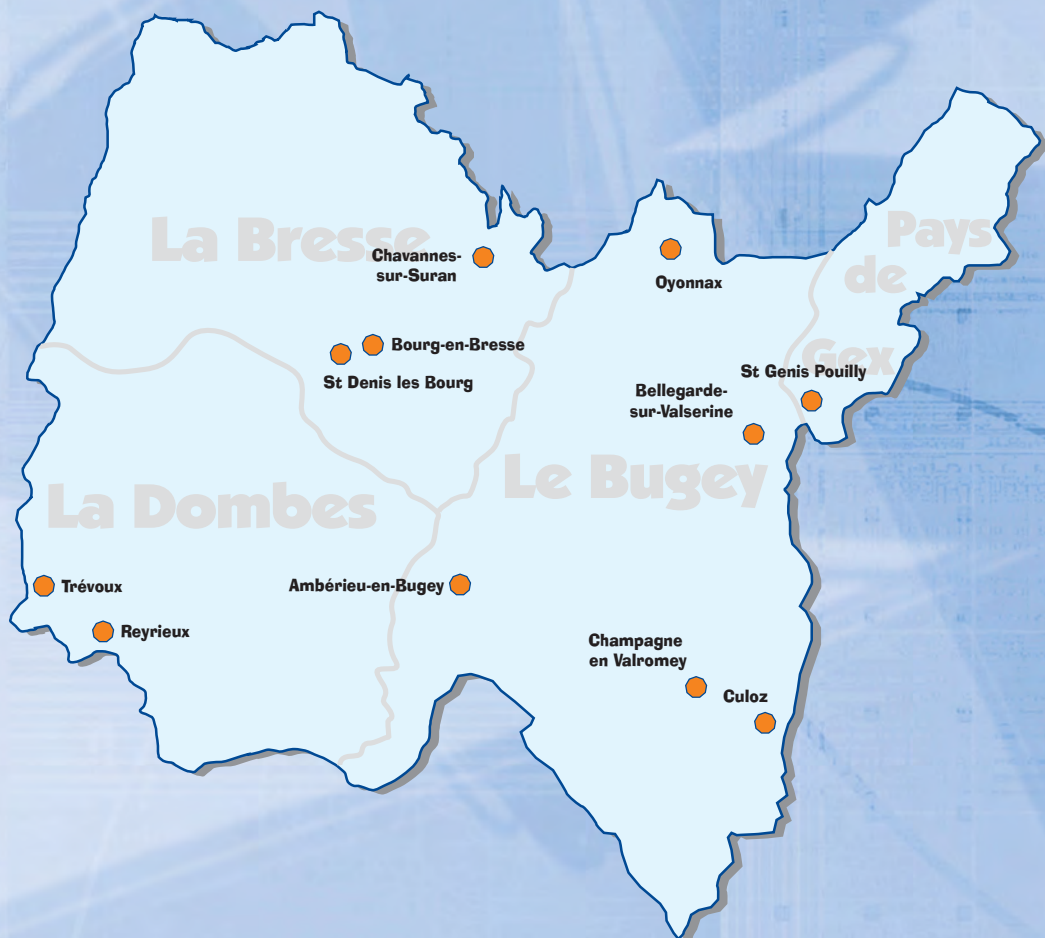 La Bresse
Pays
de
Gex
Chavannes-
sur-Suran
Oyonnax
Bourg-en-Bresse
St Denis les Bourg
St Genis Pouilly
Bellegarde-
sur-Valserine
Le Bugey
La Dombes
Trévoux
Ambérieu-en-Bugey
Reyrieux
Champagne
en Valromey
Culoz